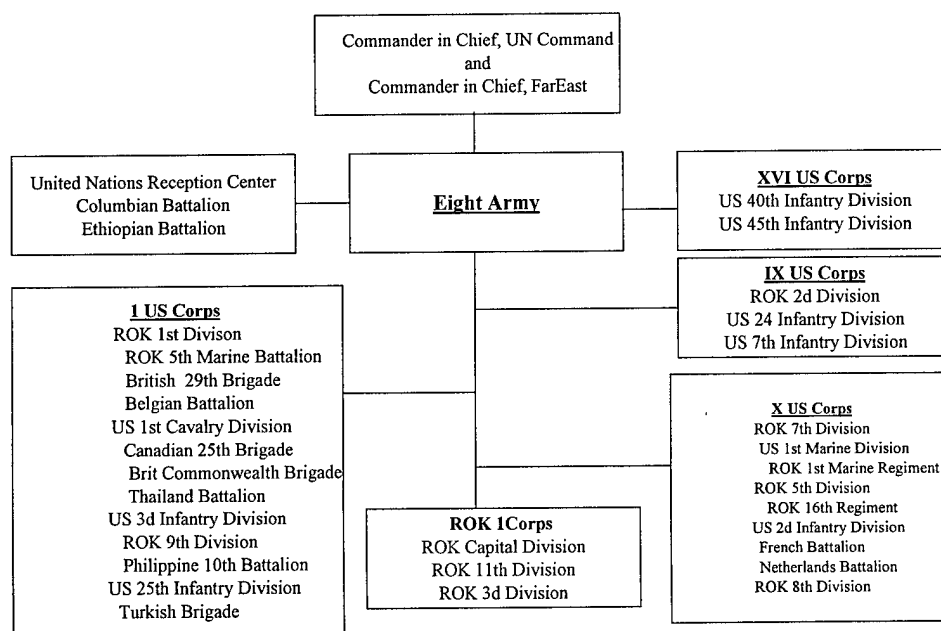 Commander in Chief, UN Command
and
Commander in Chief, FarEast
United Nations Reception Center
Columbian Battalion
Ethiopian Battalion
Eight Army
XVI US Corps
US 40th Infantry Division
US 45th Infantry Division
IX US Corps
ROK 2d Division
US 24 Infantry Division
US 7th Infantry Division
1 US Corps
ROK 1st Divison
ROK 5th Marine Battalion
British 29th Brigade
Belgian Battalion
US 1st Cavalry Division
Canadian 25th Brigade
Brit Commonwealth Brigade
Thailand Battalion
US 3d Infantry Division
ROK 9th Division
Philippine 10th Battalion
US 25th Infantry Division
Turkish Brigade
ROK 1Corps
ROK Capital Division
ROK 11th Division
ROK 3d Division
X US Corps
ROK 7th Division
US 1st Marine Division
ROK 1st Marine Regiment
ROK 5th Division
ROK 16th Regiment
US 2d Infantry Division
French Battalion
Netherlands Battalion
ROK 8th Division